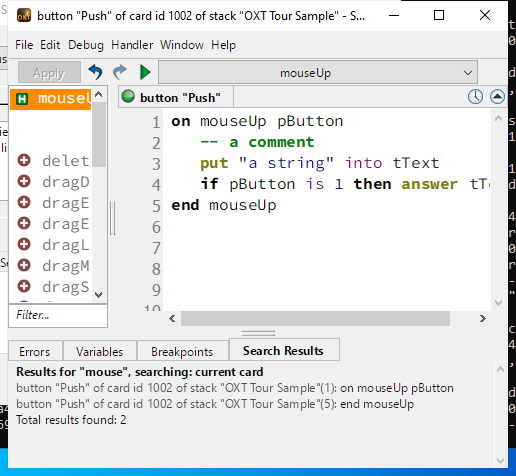 button "Push" of card id 1002 of stack "OXT Tour Sample" - S
File Edit Debug Handler Window Help
Apply
mouseUp
mouseU
button "Push"
delet
dragD
dragE
dragE
dragL
dragM
dragS
Filter...
1 on mouseUp pButton
2 -- a comment
3 put "a string" into tText
4 if pButton is 1 then answer tTe
5 end mouseUp
6
7
8
9
10
Errors Variables Breakpoints Search Results
Results for "mouse", searching: current card
button "Push" of card id 1002 of stack "OXT Tour Sample"(1): on mouseUp pButton
button "Push" of card id 1002 of stack "OXT Tour Sample"(5): end mouseUp
Total results found: 2